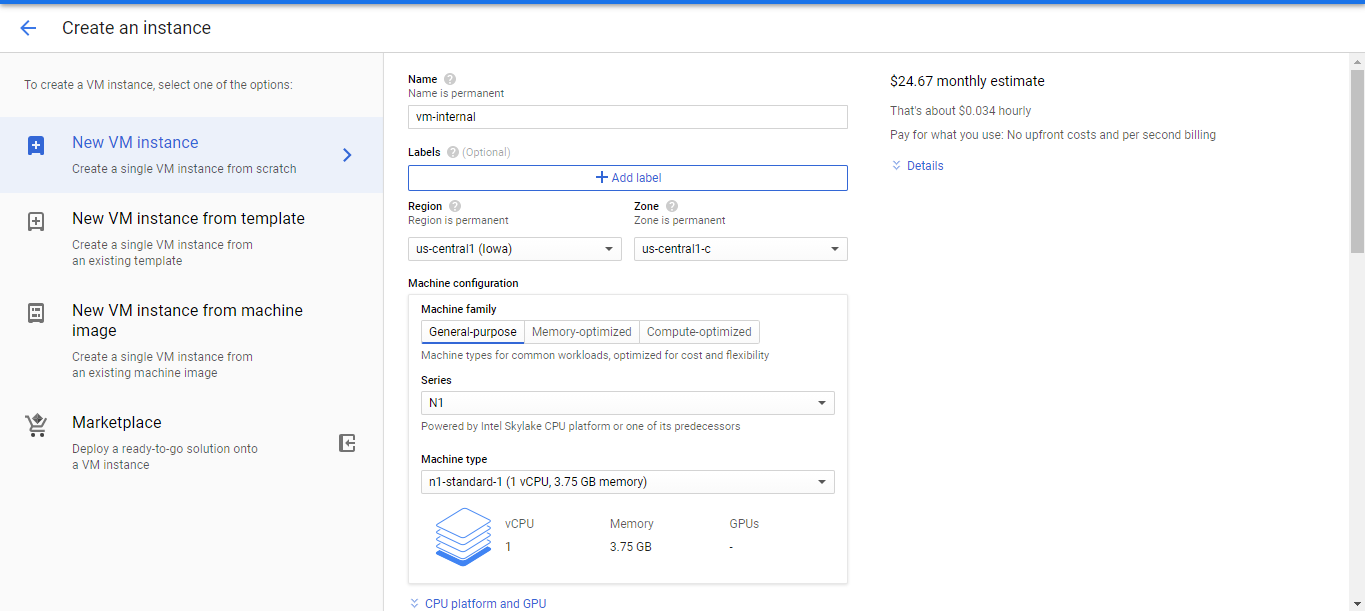 Create an instance
To create a VM instance, select one of the options:
New VM instance
Create a single VM instance from scratch
New VM instance from template
Create a single VM instance from
an existing template
New VM instance from machine
image
Create a single VM instance from
an existing machine image
Marketplace
Deploy a ready-to-go solution onto
a VM instance
Name ?
Name is permanent
vm-internal
Labels ? (Optional)
+ Add label
Region ?
Region is permanent
us-central1 (Iowa)
Zone ?
Zone is permanent
us-central1-c
Machine configuration
Machine family
General-purpose Memory-optimized Compute-optimized
Machine types for common workloads, optimized for cost and flexibility
Series
N1
Powered by Intel Skylake CPU platform or one of its predecessors
Machine type
n1-standard-1 (1 vCPU, 3.75 GB memory)
vCPU Memory GPUs
1 3.75 GB -
CPU platform and GPU
$24.67 monthly estimate
That's about $0.034 hourly
Pay for what you use: No upfront costs and per second billing
Details